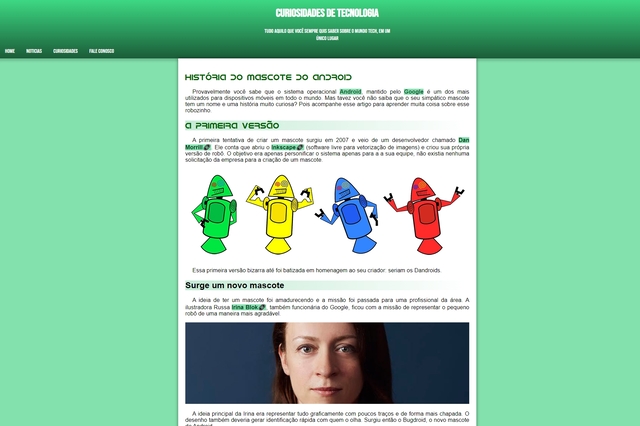 CURIOSIDADES DE TECNOLOGIA
TUDO AQUILO QUE VOCÊ SEMPRE QUIS SABER SOBRE O MUNDO TECH, EM UM
ÚNICO LUGAR
HOME NOTICIAS CURIOSIDADES FALE CONOSCO
HISTÓRIA DO MASCOTE DO ANDROID
Provavelmente você sabe que o sistema operacional Android, mantido pelo Google é um dos mais
utilizados para dispositivos móveis em todo o mundo. Mas tavez você não saiba que o seu simpático mascote
tem um nome e uma história muito curiosa? Pois acompanhe esse artigo para aprender muita coisa sobre esse
robozinho.
A PRIMEIRA VERSÃO
A primeira tentativa de criar um mascote surgiu em 2007 e veio de um desenvolvedor chamado Dan
Morrill. Ele conta que abriu o Inkscape (software livre para vetorização de imagens) e criou sua própria
versão de robô. O objetivo era apenas personificar o sistema apenas para a a sua equipe, não existia nenhuma
solicitação da empresa para a criação de um mascote.
Essa primeira versão bizarra até foi batizada em homenagem ao seu criador: seriam os Dandroids.
Surge um novo mascote
A ideia de ter um mascote foi amadurecendo e a missão foi passada para uma profissional da área. A
ilustradora Russa Irina Blok, também funcionária do Google, ficou com a missão de representar o pequeno
robô de uma maneira mais agradável.
A ideia principal da Irina era representar tudo graficamente com poucos traços e de forma mais chapada. O
desenho também deveria gerar identificação rápida com quem o olha. Surgiu então o Bugdroid, o novo mascote
do Android.